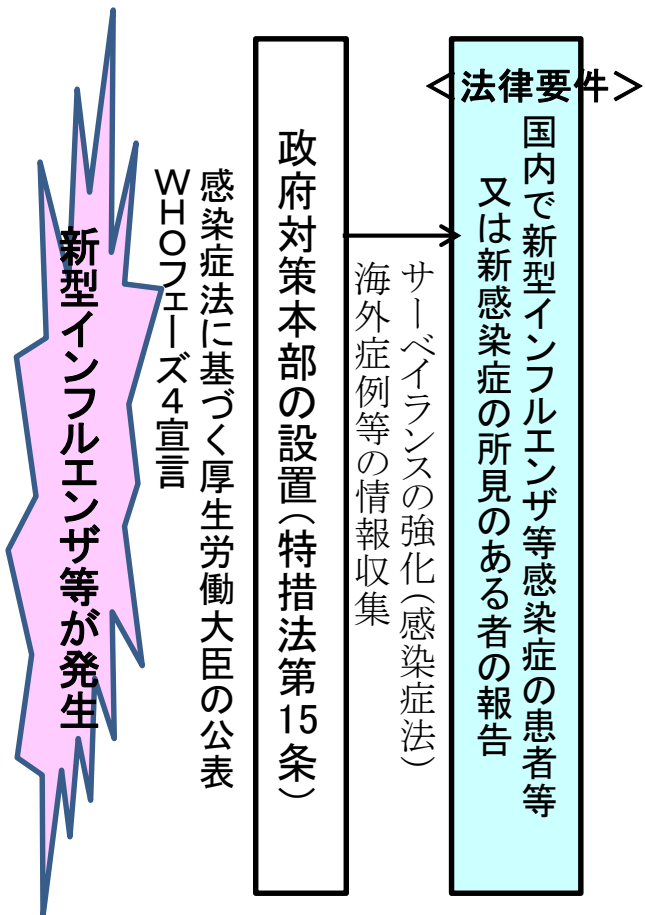 新型インフルエンザ等が発生
感染症法に基づく厚生労働大臣の公表
WHOフェーズ4宣言
政府対策本部の設置(特措法第15条)
サーベイランスの強化(感染症法)
海外症例等の情報収集
<法律要件>
国内で新型インフルエンザ等感染症の患者等
又は新感染症の所見のある者の報告